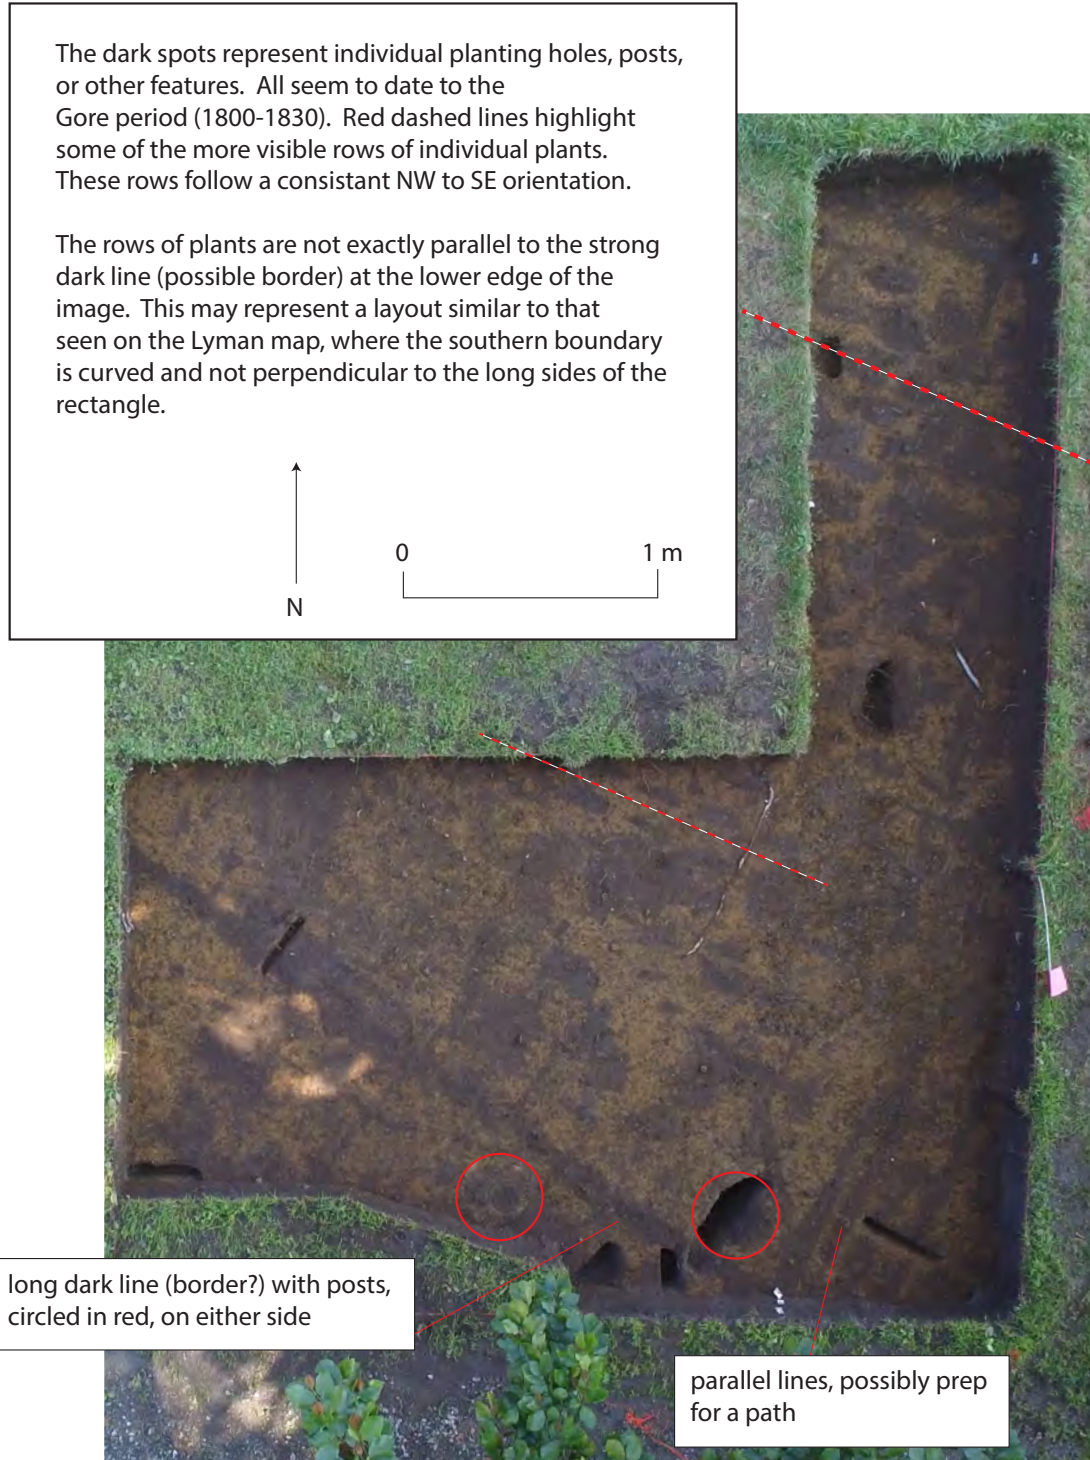 The dark spots represent individual planting holes, posts,
or other features.  All seem to date to the
Gore period (1800-1830).  Red dashed lines highlight
some of the more visible rows of individual plants.
These rows follow a consistant NW to SE orientation.
The rows of plants are not exactly parallel to the strong
dark line (possible border) at the lower edge of the
image.  This may represent a layout similar to that
seen on the Lyman map, where the southern boundary
is curved and not perpendicular to the long sides of the
rectangle.
0 1 m
N
long dark line (border?) with posts,
circled in red, on either side
parallel lines, possibly prep
for a path